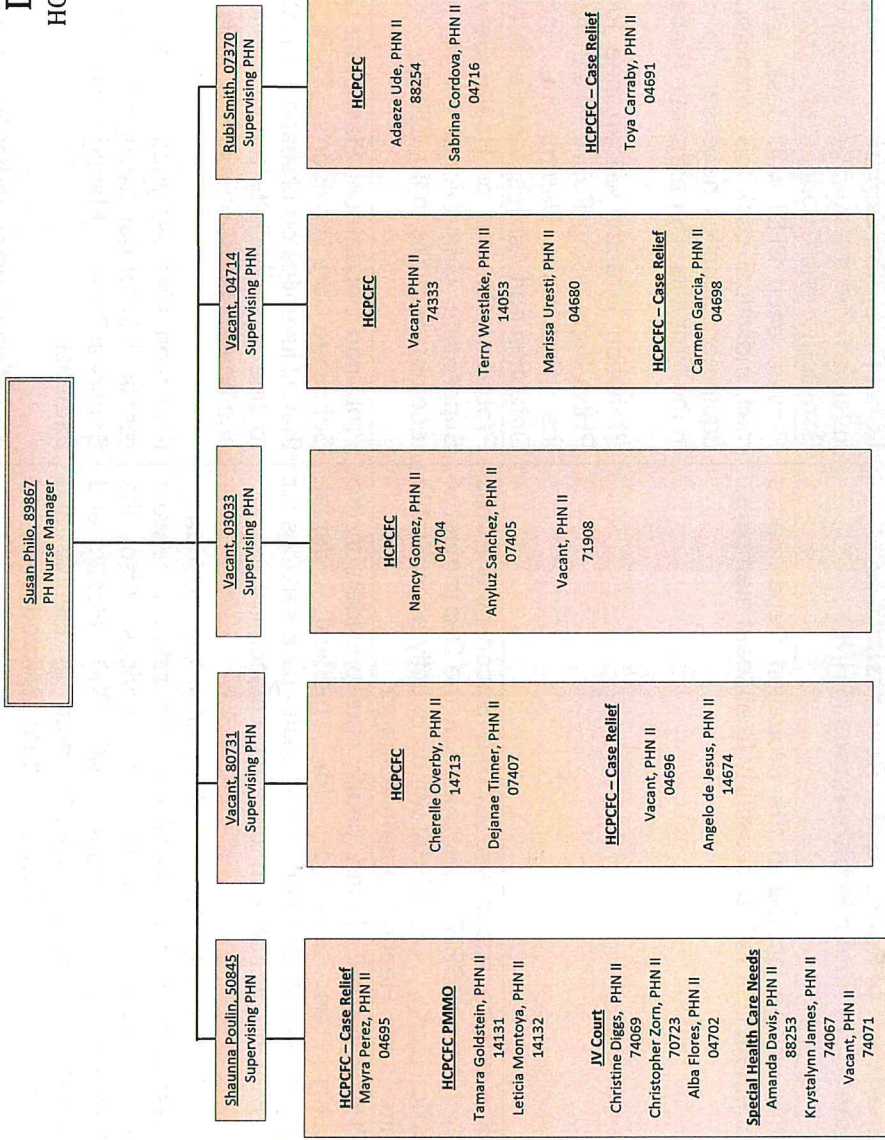 D
HC
Susan Philo, 89867
PH Nurse Manager
Shaunna Poulin, 50845
Supervising PHN
HCPCFC – Case Relief
Mayra Perez, PHN II
04695
HCPCFC PMMO
Tamara Goldstein, PHN II
14131
Leticia Montoya, PHN II
14132
JV Court
Christine Diggs, PHN II
74069
Christopher Zorn, PHN II
70723
Alba Flores, PHN II
04702
Special Health Care Needs
Amanda Davis, PHN II
88253
Krystalynn James, PHN II
74067
Vacant, PHN II
74071
Vacant, 80731
Supervising PHN
HCPCFC
Cherelle Overby, PHN II
14713
Dejanae Tinner, PHN II
07407
HCPCFC – Case Relief
Vacant, PHN II
04696
Angelo de Jesus, PHN II
14674
Vacant, 03033
Supervising PHN
HCPCFC
Nancy Gomez, PHN II
04704
Anyluz Sanchez, PHN II
07405
Vacant, PHN II
71908
Vacant, 04714
Supervising PHN
HCPCFC
Vacant, PHN II
74333
Terry Westlake, PHN II
14053
Marissa Uresti, PHN II
04680
HCPCFC – Case Relief
Carmen Garcia, PHN II
04698
Rubi Smith, 07370
Supervising PHN
HCPCFC
Adaeze Ude, PHN II
88254
Sabrina Cordova, PHN II
04716
HCPCFC – Case Relief
Toya Carraby, PHN II
04691